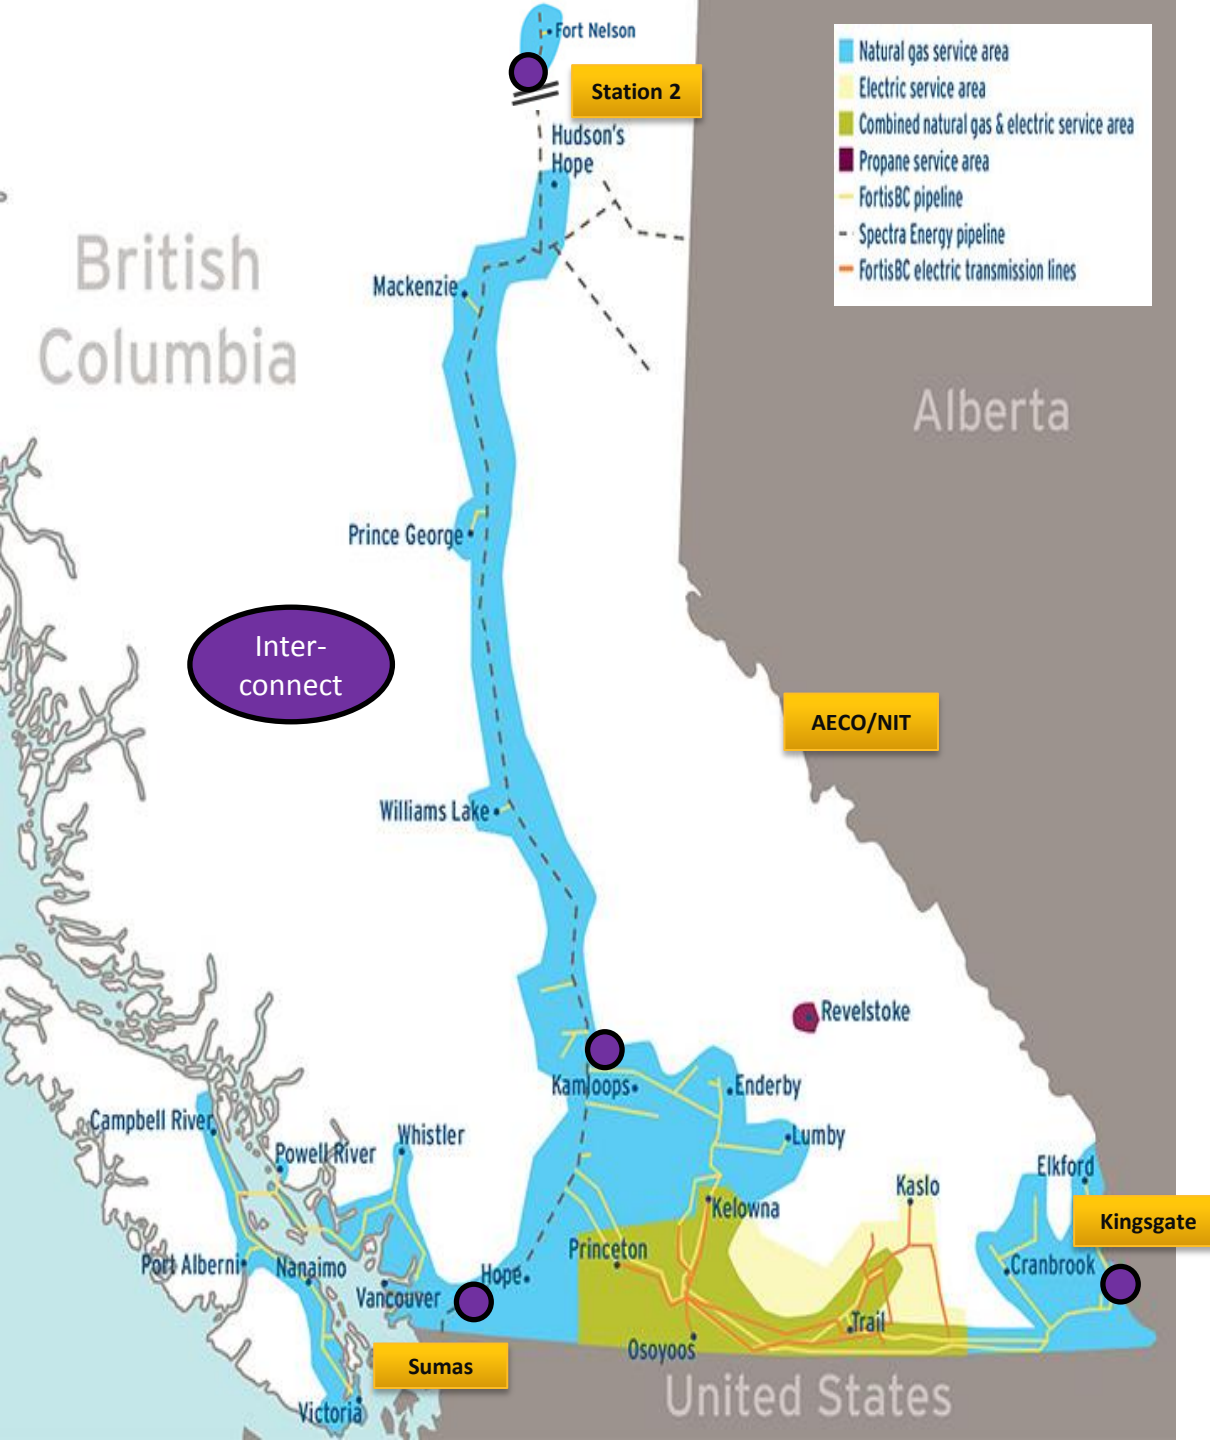 Fort Nelson
Station 2
Hudson's
Hope
Natural gas service area
Electric service area
Combined natural gas & electric service area
Propane service area
FortisBC pipeline
Spectra Energy pipeline
FortisBC electric transmission lines
British
Columbia
Mackenzie
Alberta
Prince George
Inter-
connect
AECO/NIT
Williams Lake
Revelstoke
Kamloops
Enderby
Campbell River
Powell River
Whistler
Lumby
Elkford
Kaslo
Kelowna
Kingsgate
Princeton
Port Alberni
Nanaimo
Hope
Cranbrook
Vancouver
Trail
Osoyoos
Sumas
United States
Victoria